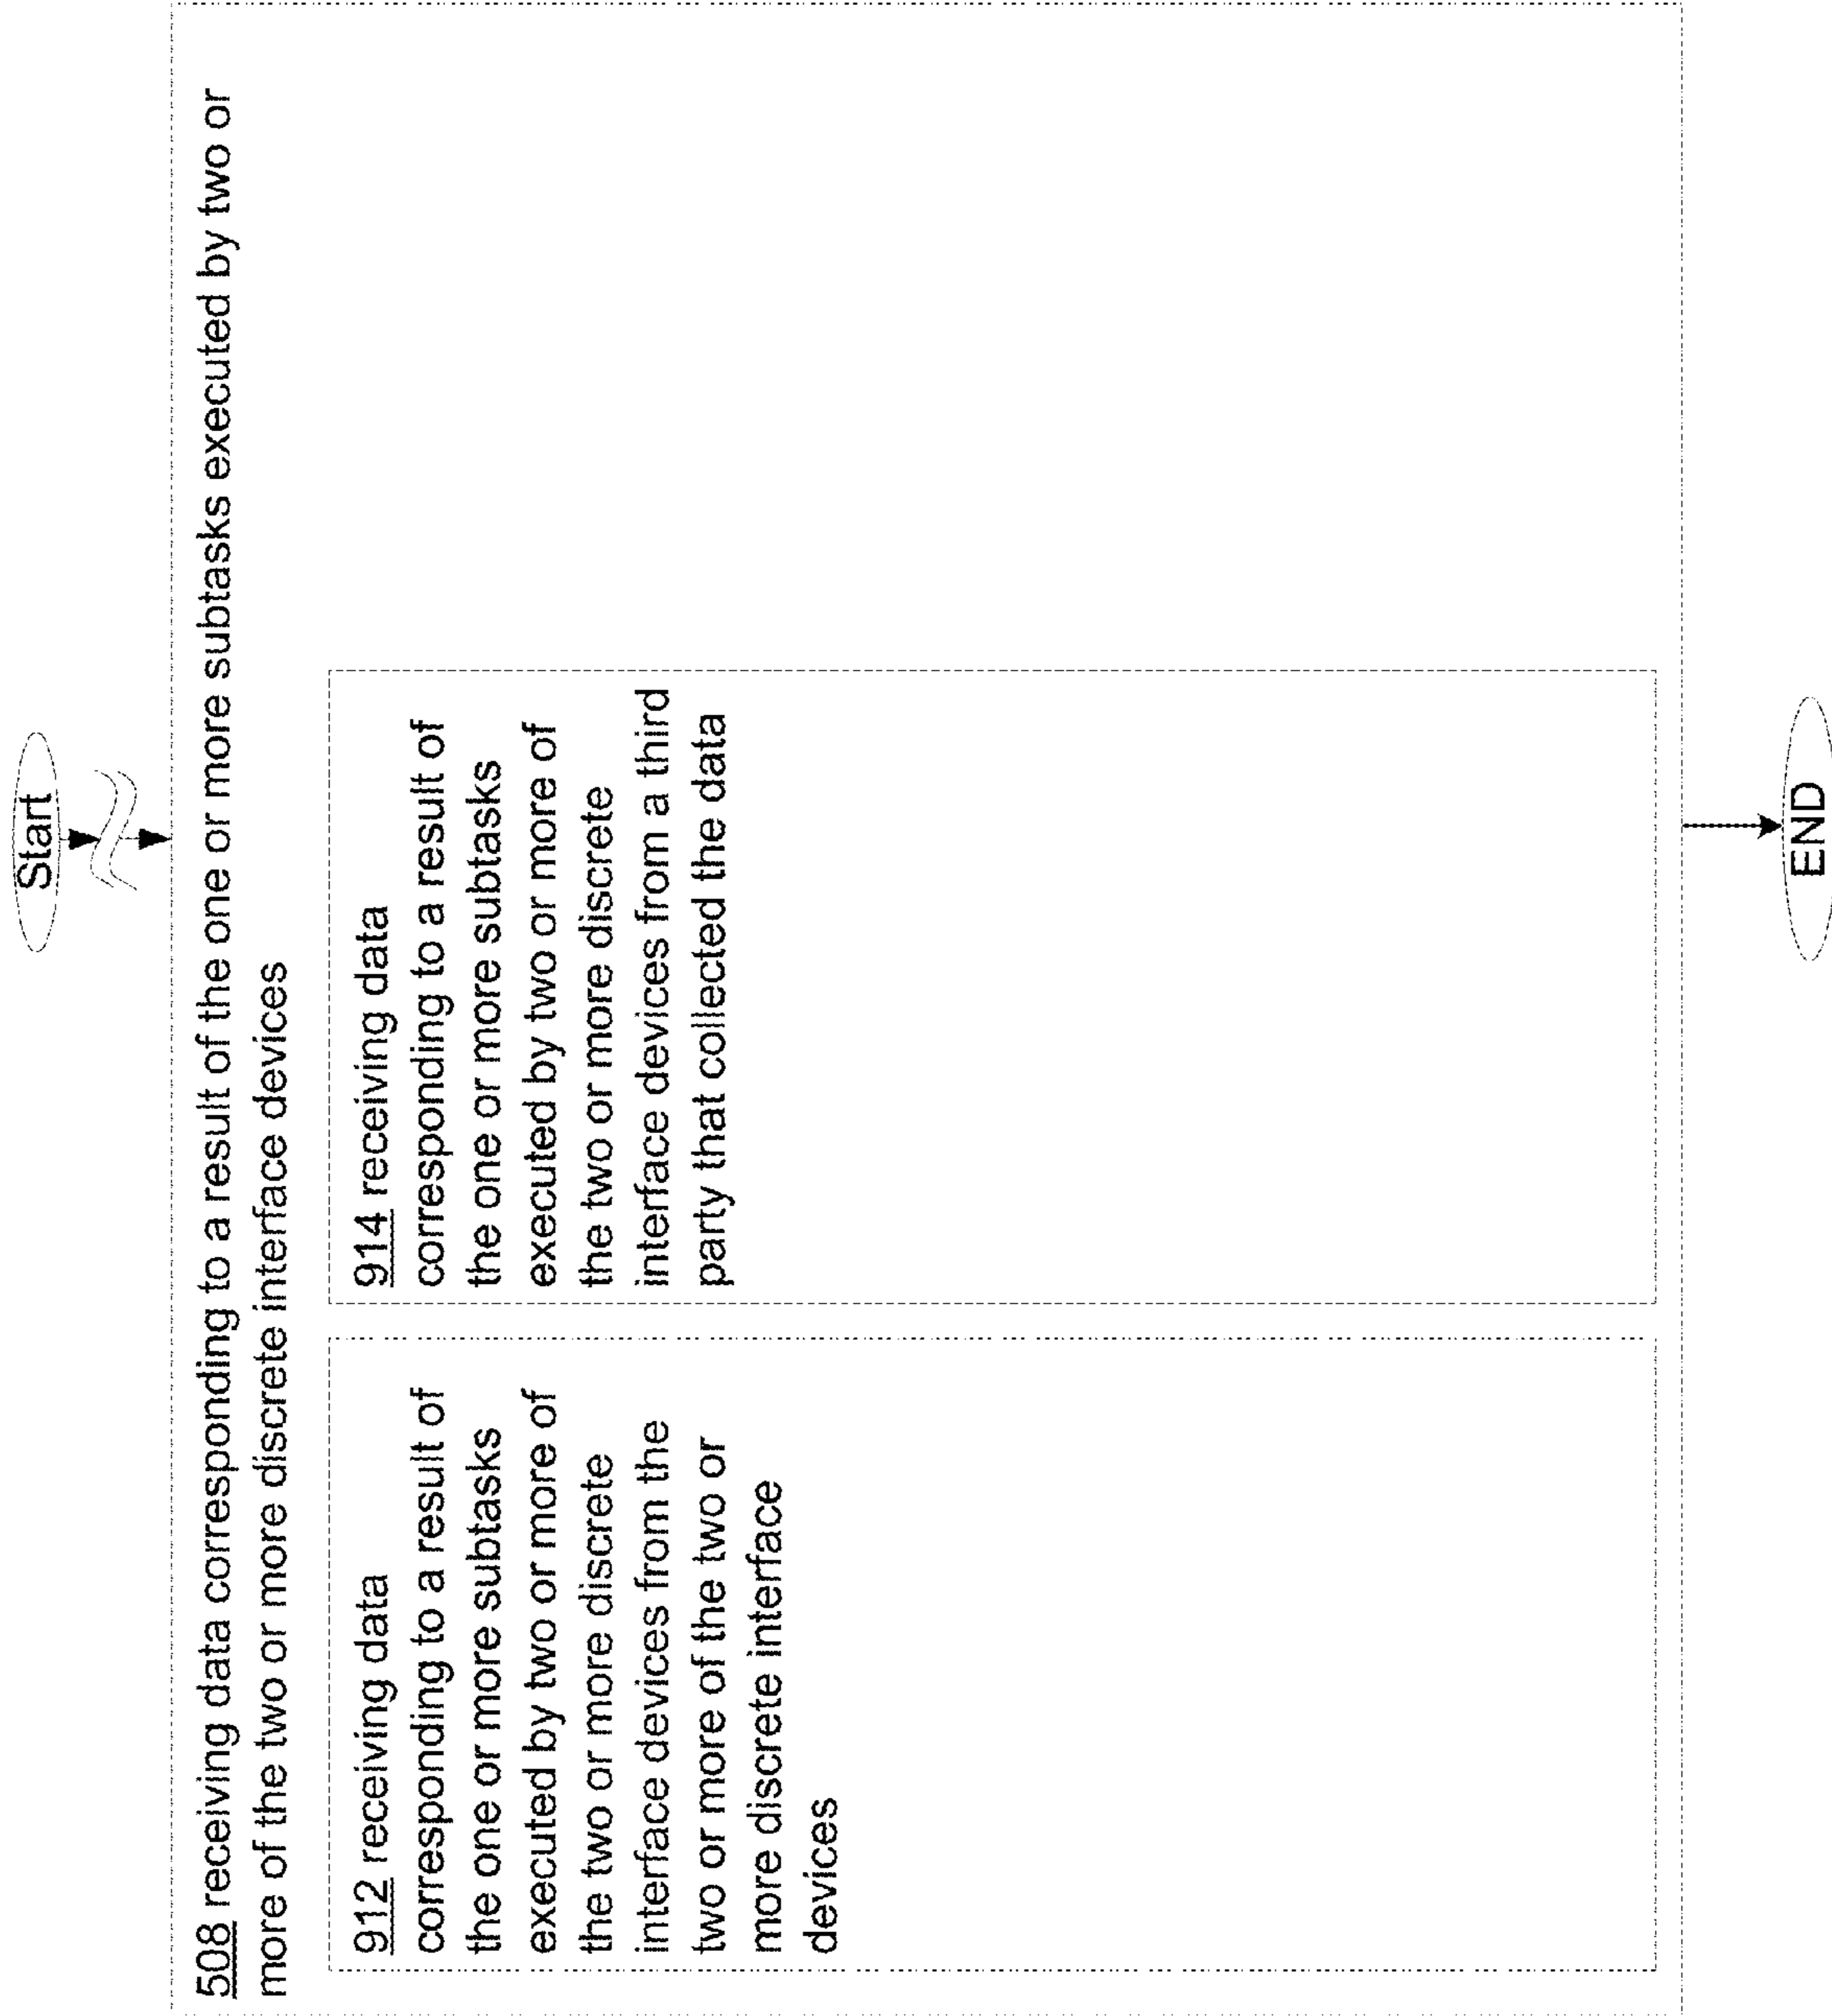 Start
508 receiving data corresponding to a result of the one or more subtasks executed by two or
more of the two or more discrete interface devices
912 receiving data
corresponding to a result of
the one or more subtasks
executed by two or more of
the two or more discrete
interface devices from the
two or more of the two or
more discrete interface
devices
914 receiving data
corresponding to a result of
the one or more subtasks
executed by two or more of
the two or more discrete
interface devices from a third
party that collected the data
END